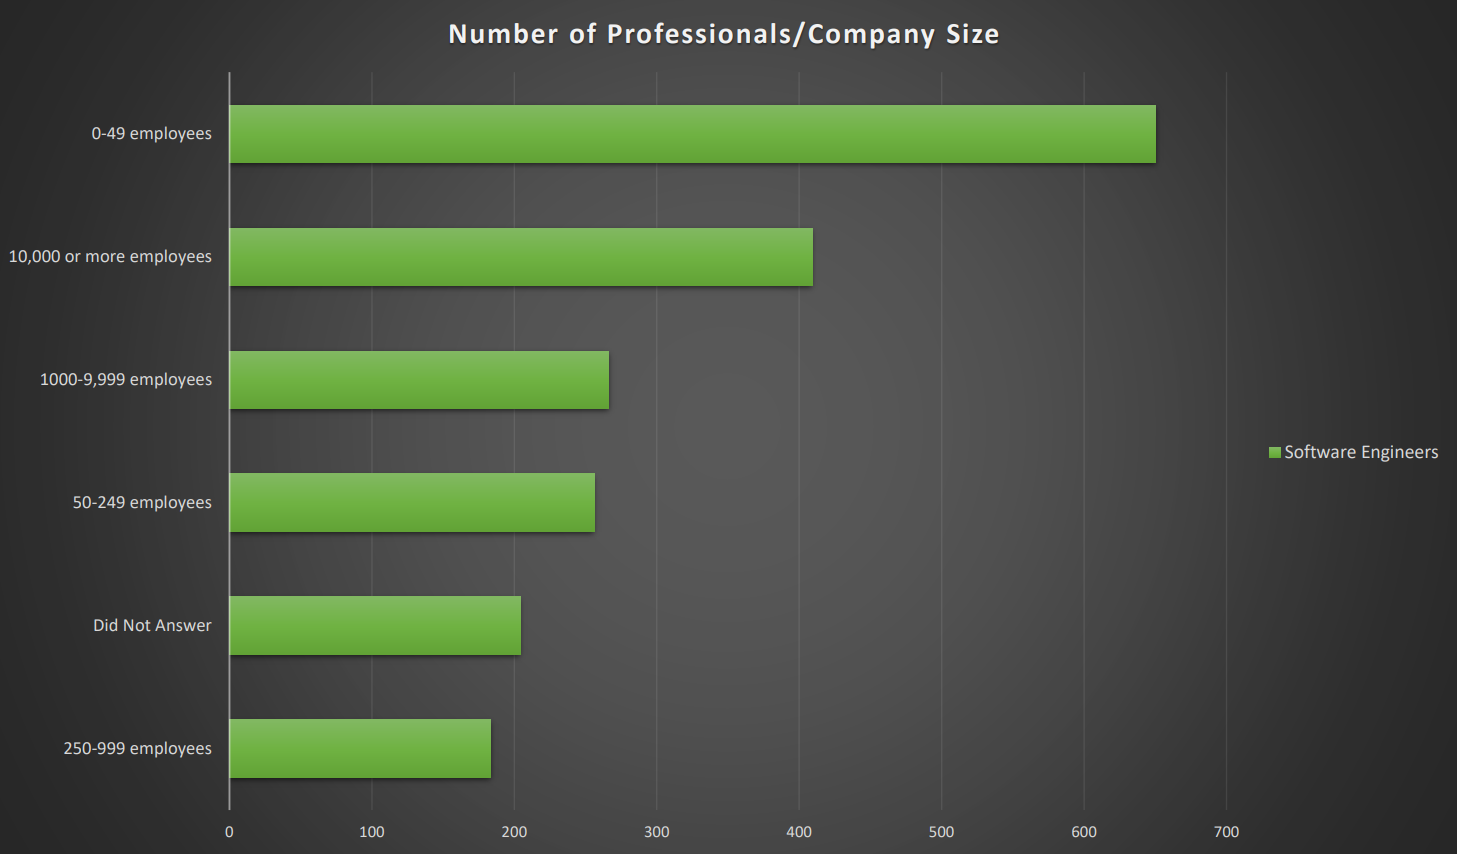 Number of Professionals/Company Size
0-49 employees
10,000 or more employees
1000-9,999 employees
50-249 employees
Did Not Answer
250-999 employees
Software Engineers
0 100 200 300 400 500 600 700